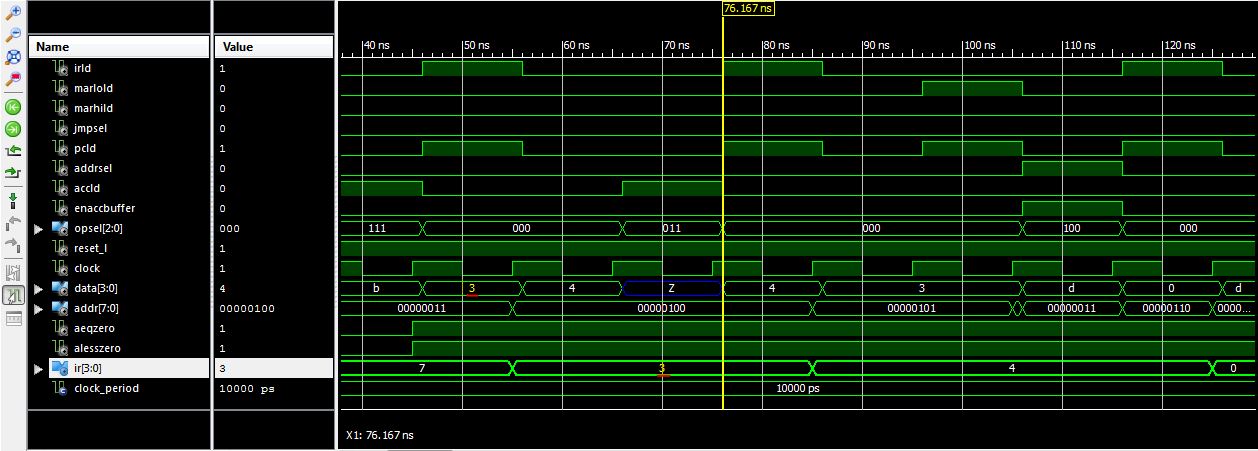 76.167 ns
Name Value 40 ns 50 ns 60 ns 70 ns 80 ns 90 ns 100 ns 110 ns 120 ns
irld 1
marlold 0
marhild 0
jmpsel 0
pcld 1
addrsel 0
accld 0
enaccbuffer 0
opsel[2:0] 000 111 000 011 000 100 000
reset_l 1
clock 1
data[3:0] 4 b 3 4 Z 4 3 d 0 d
addr[7:0] 00000100 00000011 00000100 00000101 00000011 00000110 0000...
aeqzero 1
alesszero 1
ir[3:0] 3 7 3 4 0
clock_period 10000 ps 10000 ps
X1: 76.167 ns